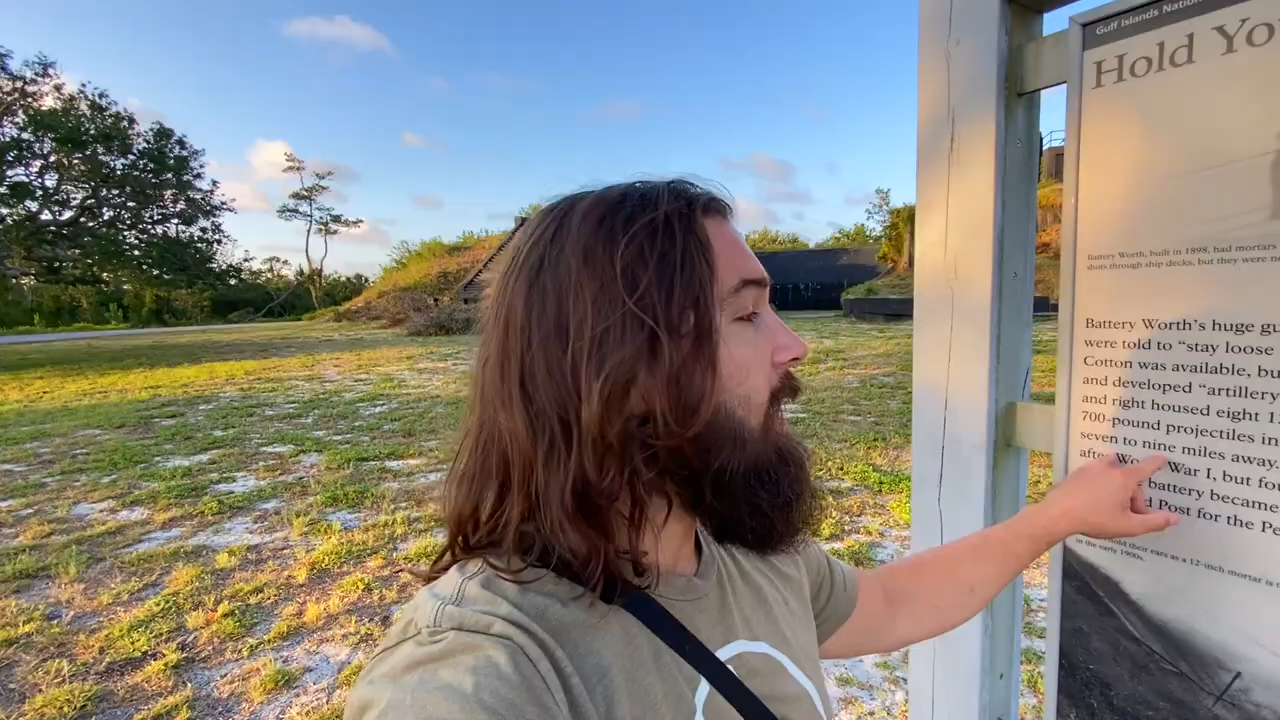 Gulf Islands Nation
Hold Yo
Battery Worth, built in 1898, had mortars
shots through ship decks, but they were
Battery Worth's huge gu
were told to "stay loose
Cotton was available, bu
and developed "artillery
and right housed eight 1
700-pound projectiles in
seven to nine miles away.
after Wo War I, but fou
battery became
d Post for the Pe
hold their ears as a 12-inch mortar is
in the early 1900s.